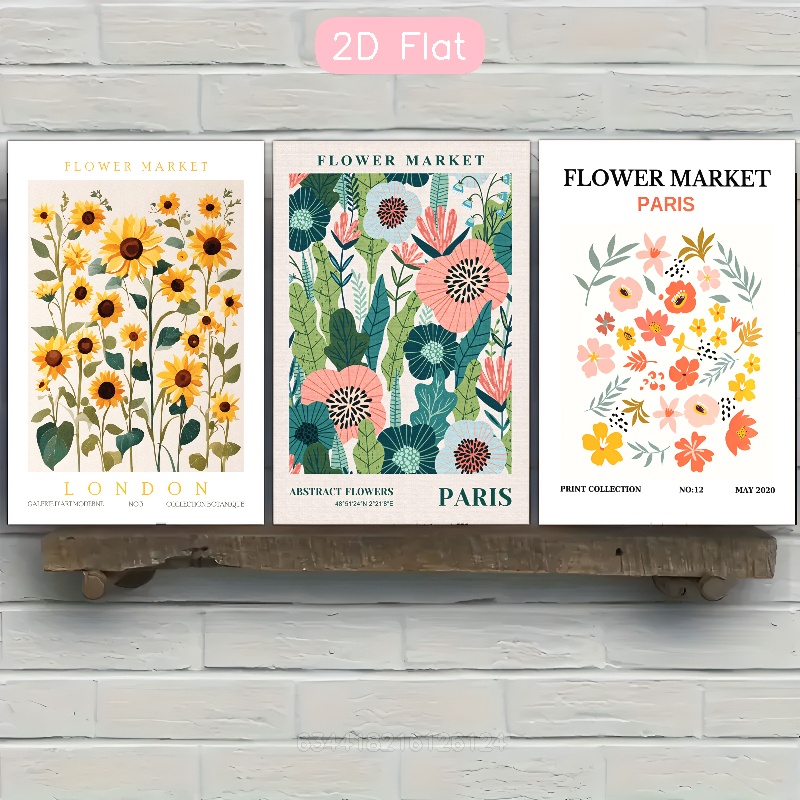 2D Flat
FLOWER MARKET
LONDON
GALERIE D'ART MODERNE NO 3 COLLECTION BOTANIQUE
FLOWER MARKET
ABSTRACT FLOWERS
48°51'24"N 2°21'8"E
PARIS
FLOWER MARKET
PARIS
PRINT COLLECTION NO:12 MAY 2020
634418216126124